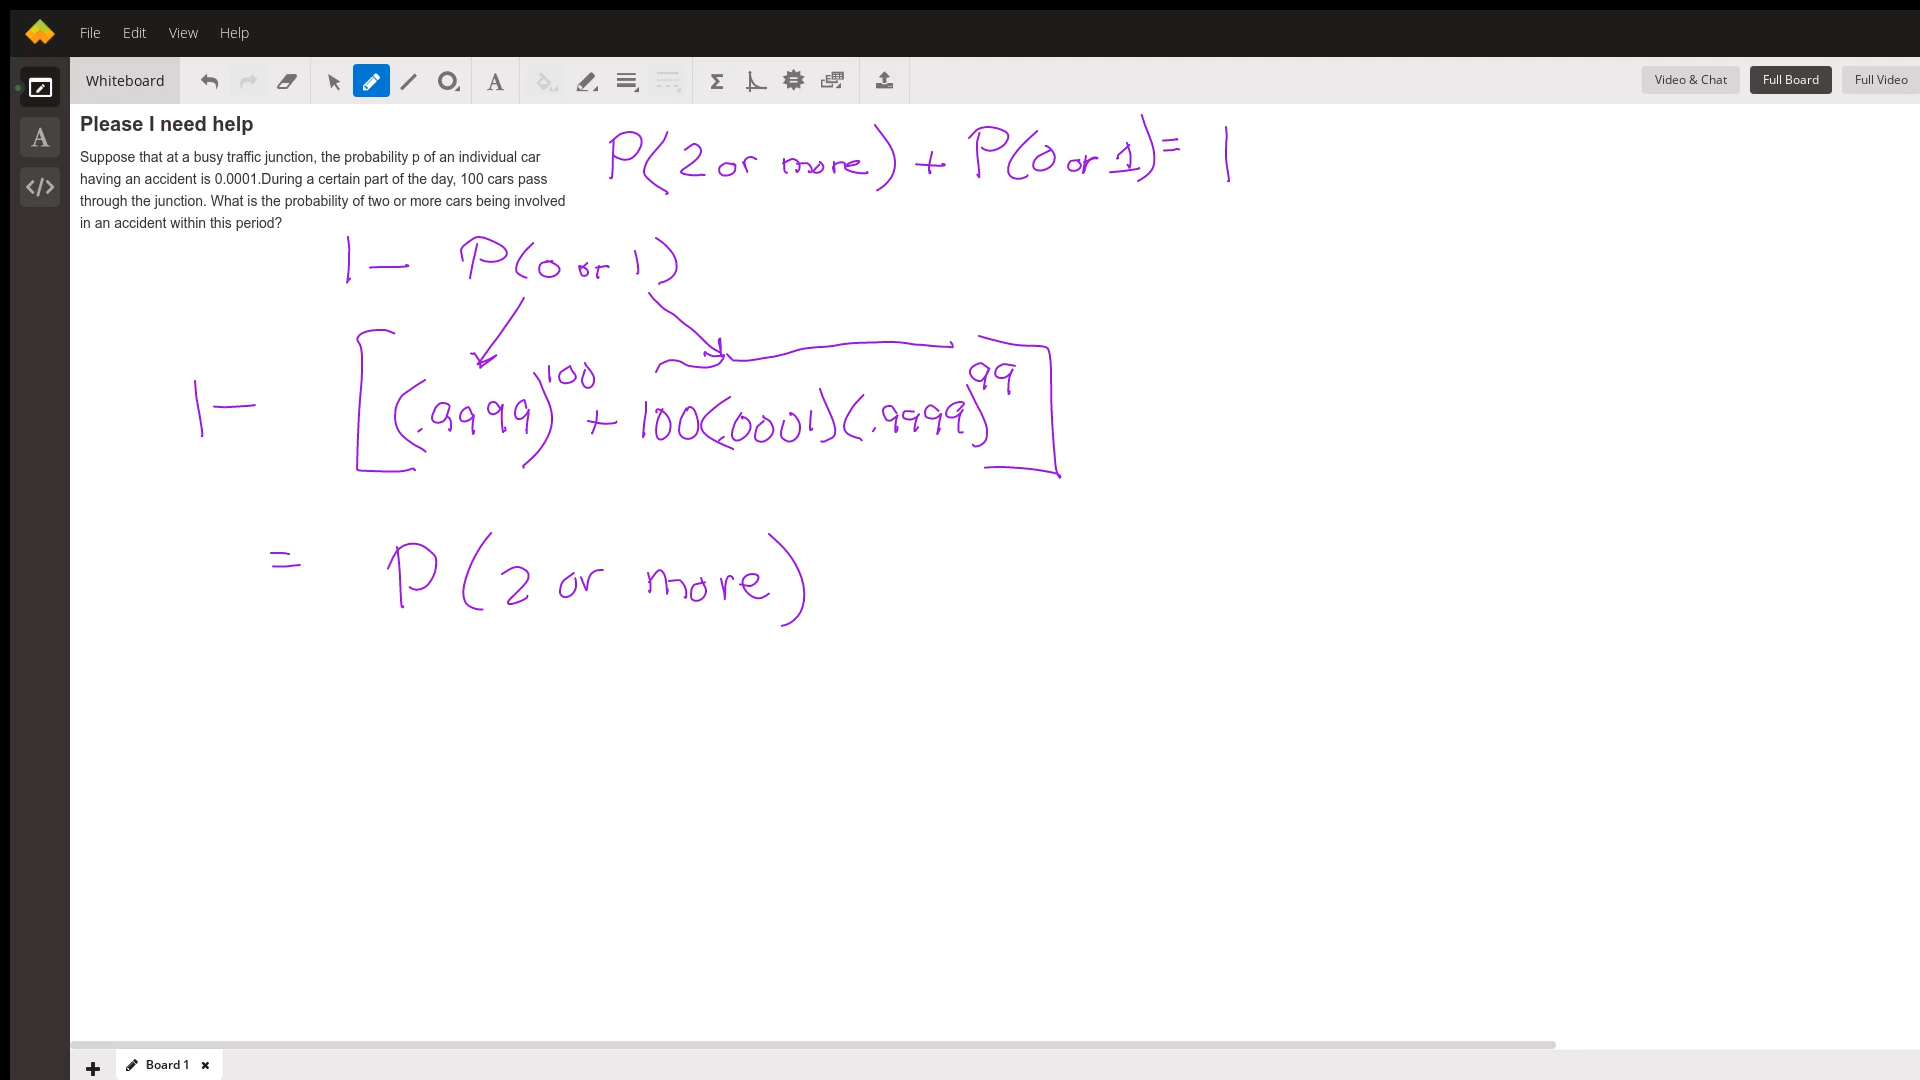 File Edit View Help
Whiteboard A Σ Video & Chat Full Board Full Video
A
</>
Please I need help
Suppose that at a busy traffic junction, the probability p of an individual car
having an accident is 0.0001.During a certain part of the day, 100 cars pass
through the junction. What is the probability of two or more cars being involved
in an accident within this period?
P(2 or more) + P(0 or 1) = 1
1 - P(0 or 1)
1 - [(.9999)^100 + 100(.0001)(.9999)^99]
= P(2 or more)
+ Board 1 ×